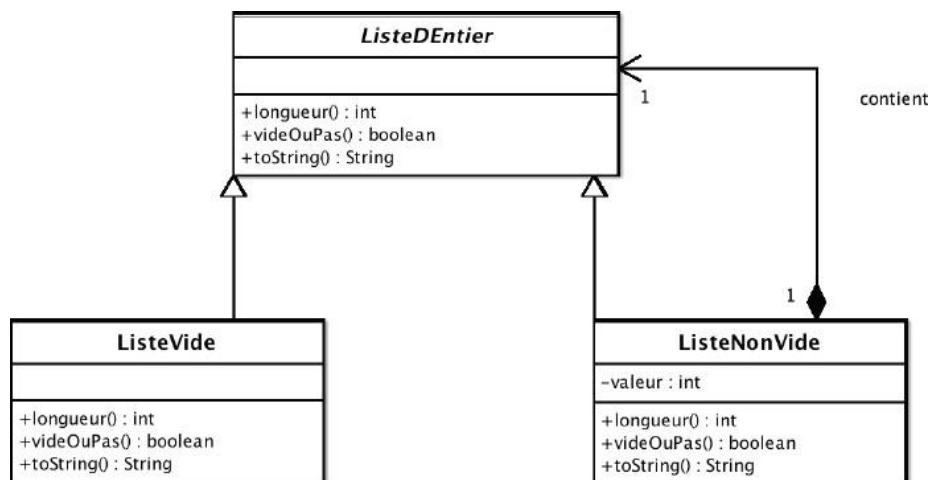 ListeDEntier
+longueur() : int
+videOuPas() : boolean
+toString() : String
1
contient
1
ListeVide
+longueur() : int
+videOuPas() : boolean
+toString() : String
ListeNonVide
-valeur : int
+longueur() : int
+videOuPas() : boolean
+toString() : String